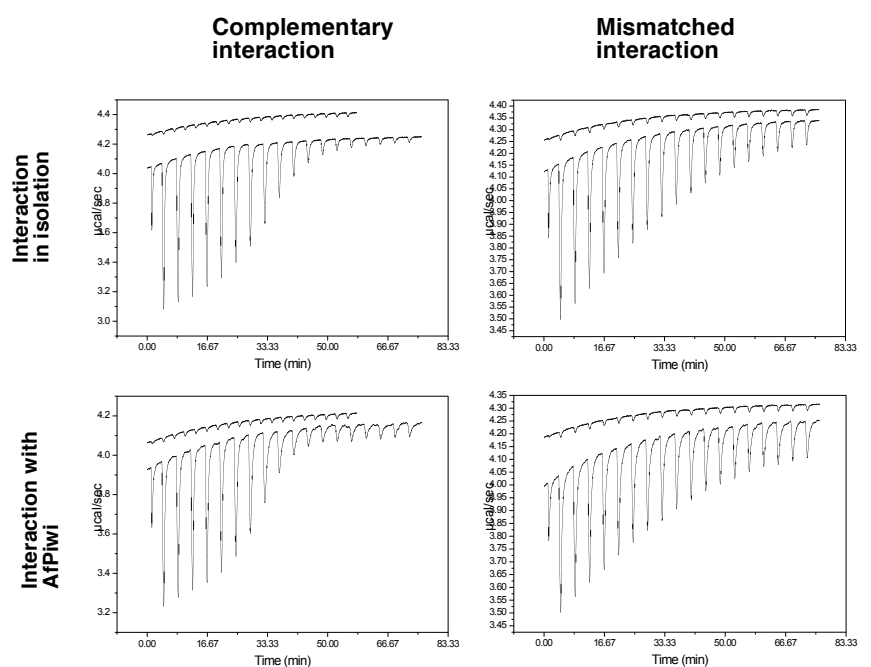 Complementary
interaction
Mismatched
interaction
Interaction
in isolation
μcal/sec
4.4
4.2
4.0
3.8
3.6
3.4
3.2
3.0
0.00 16.67 33.33 50.00 66.67 83.33
Time (min)
μcal/sec
4.40
4.35
4.30
4.25
4.20
4.15
4.10
4.05
4.00
3.95
3.90
3.85
3.80
3.75
3.70
3.65
3.60
3.55
3.50
3.45
0.00 16.67 33.33 50.00 66.67 83.33
Time (min)
Interaction with
AfPiwi
μcal/sec
4.2
4.0
3.8
3.6
3.4
3.2
0.00 16.67 33.33 50.00 66.67 83.33
Time (min)
μcal/sec
4.35
4.30
4.25
4.20
4.15
4.10
4.05
4.00
3.95
3.90
3.85
3.80
3.75
3.70
3.65
3.60
3.55
3.50
3.45
0.00 16.67 33.33 50.00 66.67 83.33
Time (min)